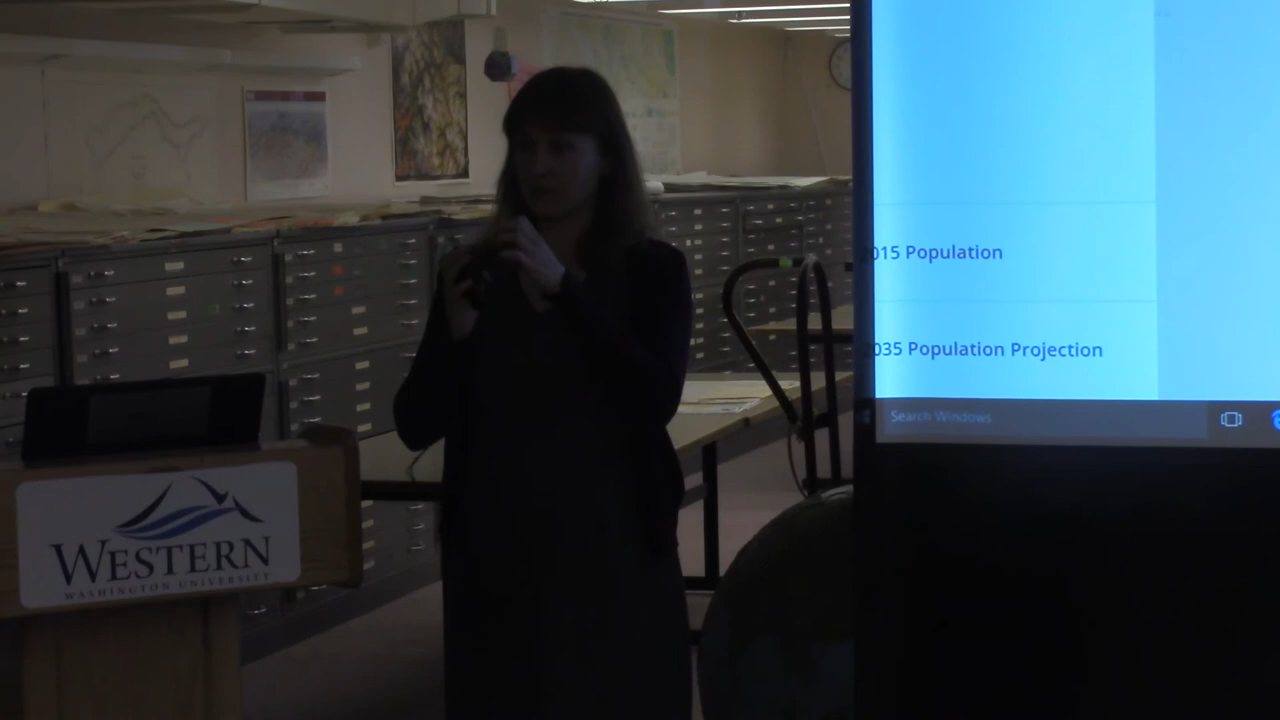 015 Population
035 Population Projection
Search Windows
WESTERN
WASHINGTON UNIVERSITY